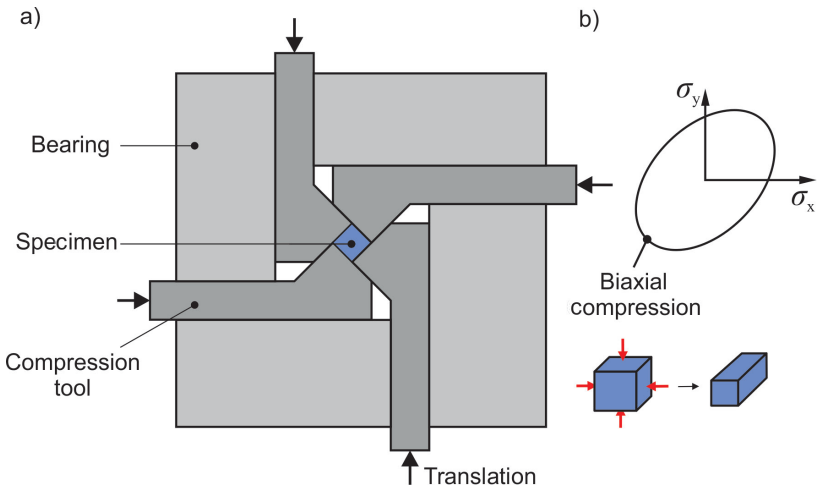 a)
Bearing
Specimen
Compression
tool
Translation
b)
σy
σx
Biaxial
compression